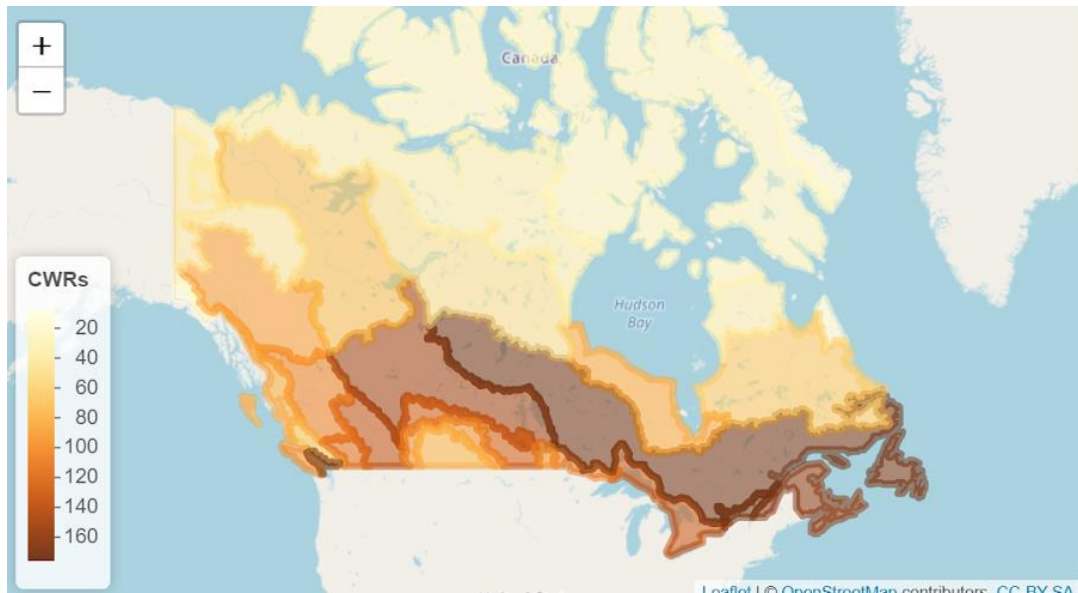 Canada
+
−
Hudson
Bay
CWRs
20
40
60
80
100
120
140
160
Leaflet | © OpenStreetMap contributors, CC-BY-SA